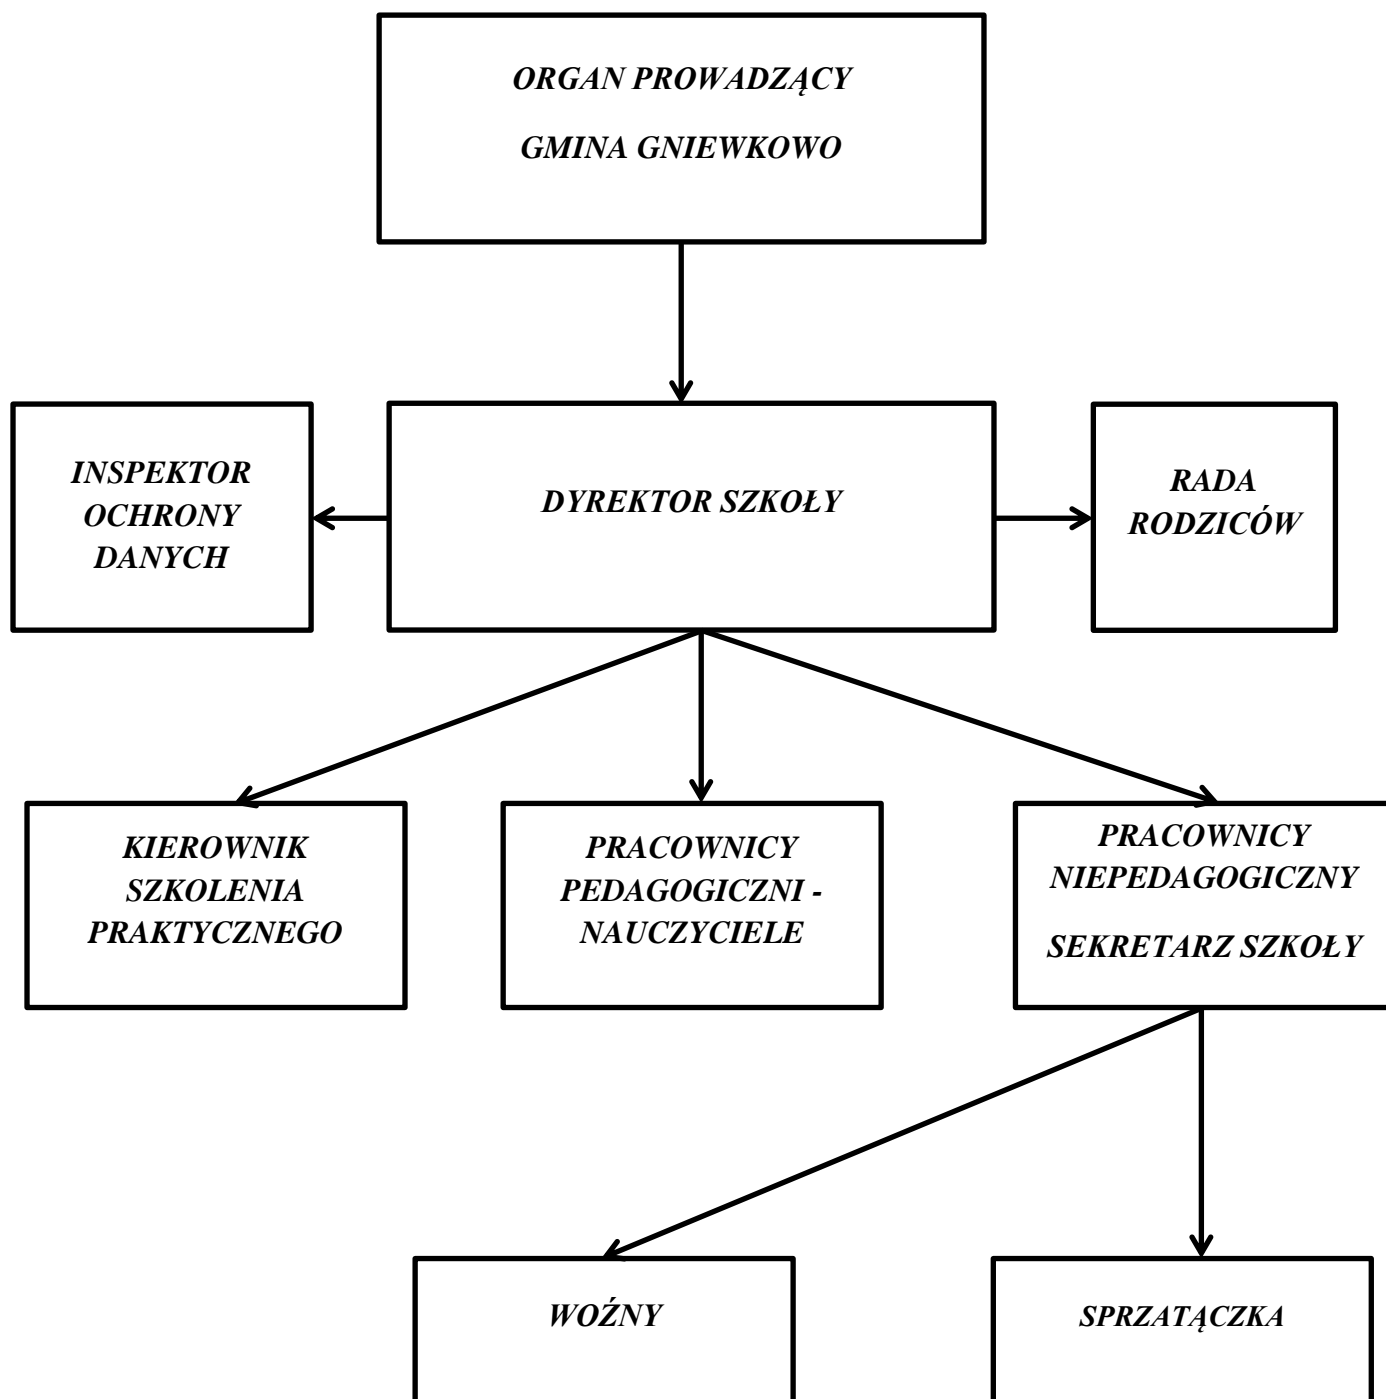 ORGAN PROWADZĄCY
GMINA GNIEWKOWO
INSPEKTOR
OCHRONY
DANYCH
DYREKTOR SZKOŁY
RADA
RODZICÓW
KIEROWNIK
SZKOLENIA
PRAKTYCZNEGO
PRACOWNICY
PEDAGOGICZNI -
NAUCZYCIELE
PRACOWNICY
NIEPEDAGOGICZNY
SEKRETARZ SZKOŁY
WOŹNY
SPRZATĄCZKA